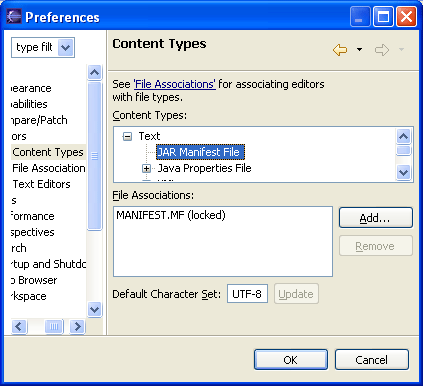 Preferences
type filt
Content Types
See 'File Associations' for associating editors
with file types.
Content Types:
Text
JAR Manifest File
Java Properties File
File Associations:
MANIFEST.MF (locked)
Add...
Remove
Default Character Set: UTF-8 Update
earance
abilities
npare/Patch
ors
Content Types
File Association
Text Editors
s
formance
spectives
rch
rtup and Shutdo
o Browser
rkspace
OK Cancel